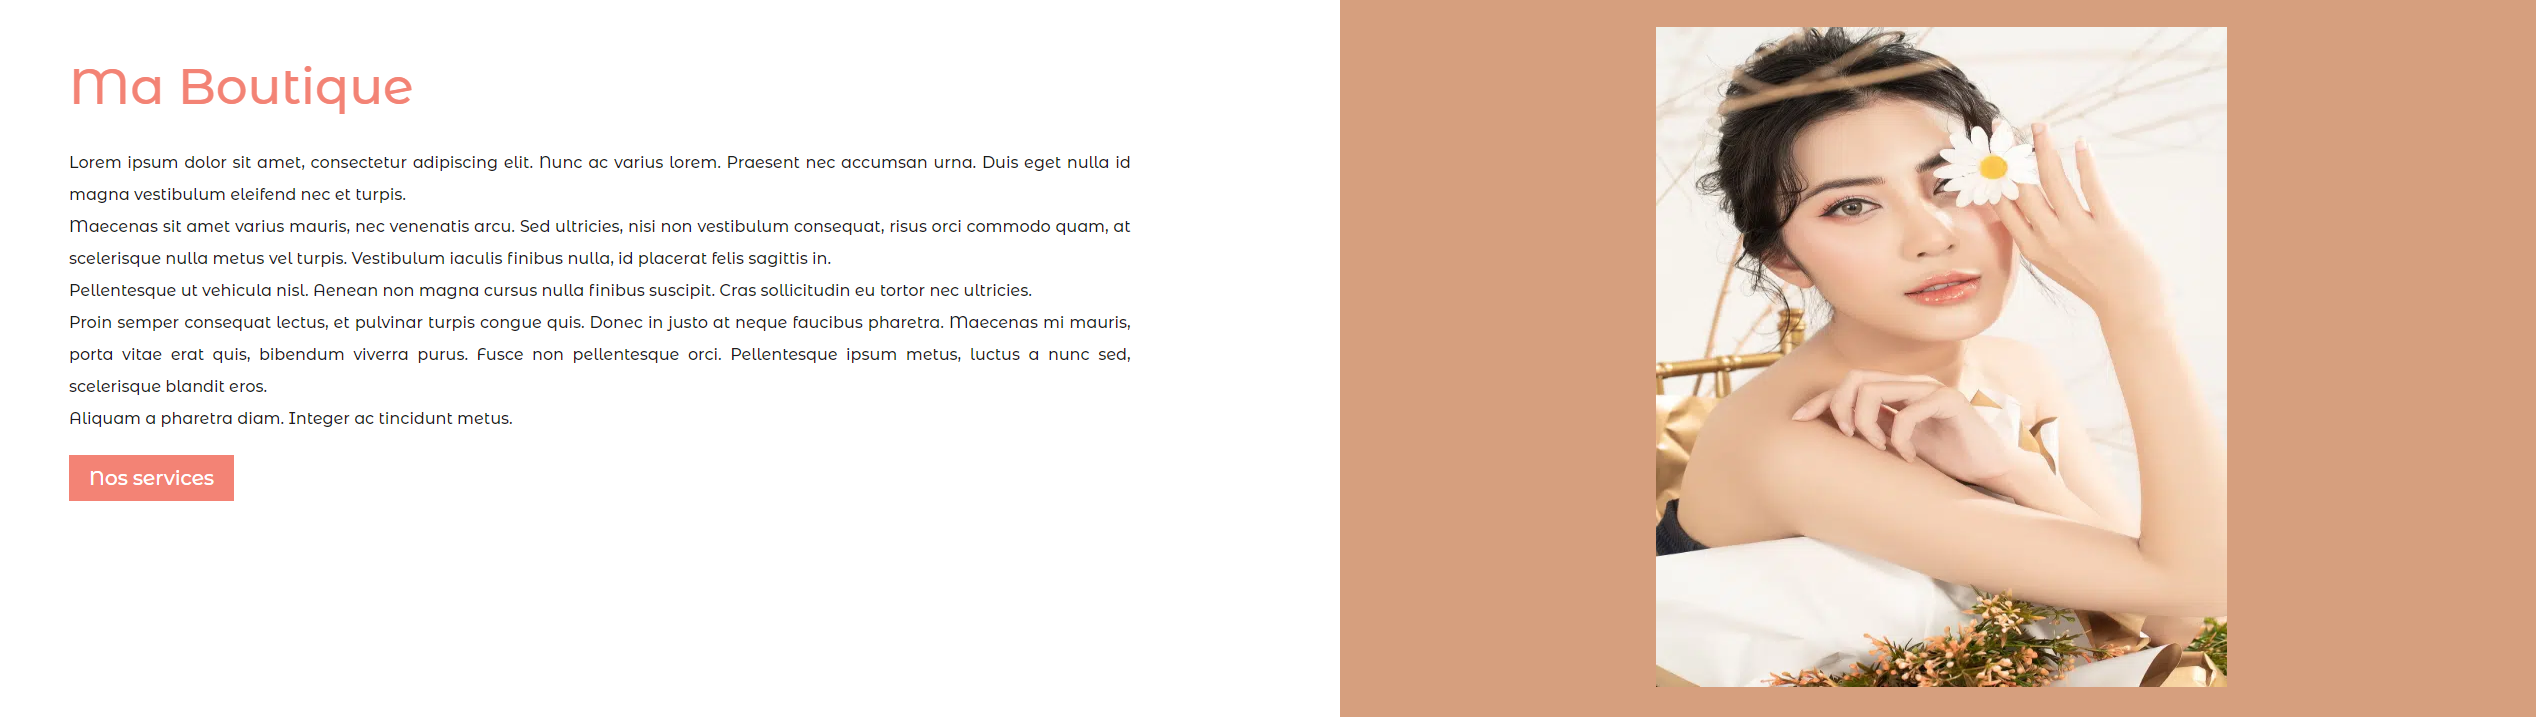 Ma Boutique
Lorem ipsum dolor sit amet, consectetur adipiscing elit. Nunc ac varius lorem. Praesent nec accumsan urna. Duis eget nulla id
magna vestibulum eleifend nec et turpis.
Maecenas sit amet varius mauris, nec venenatis arcu. Sed ultricies, nisi non vestibulum consequat, risus orci commodo quam, at
scelerisque nulla metus vel turpis. Vestibulum iaculis finibus nulla, id placerat felis sagittis in.
Pellentesque ut vehicula nisl. Aenean non magna cursus nulla finibus suscipit. Cras sollicitudin eu tortor nec ultricies.
Proin semper consequat lectus, et pulvinar turpis congue quis. Donec in justo at neque faucibus pharetra. Maecenas mi mauris,
porta vitae erat quis, bibendum viverra purus. Fusce non pellentesque orci. Pellentesque ipsum metus, luctus a nunc sed,
scelerisque blandit eros.
Aliquam a pharetra diam. Integer ac tincidunt metus.
Nos services